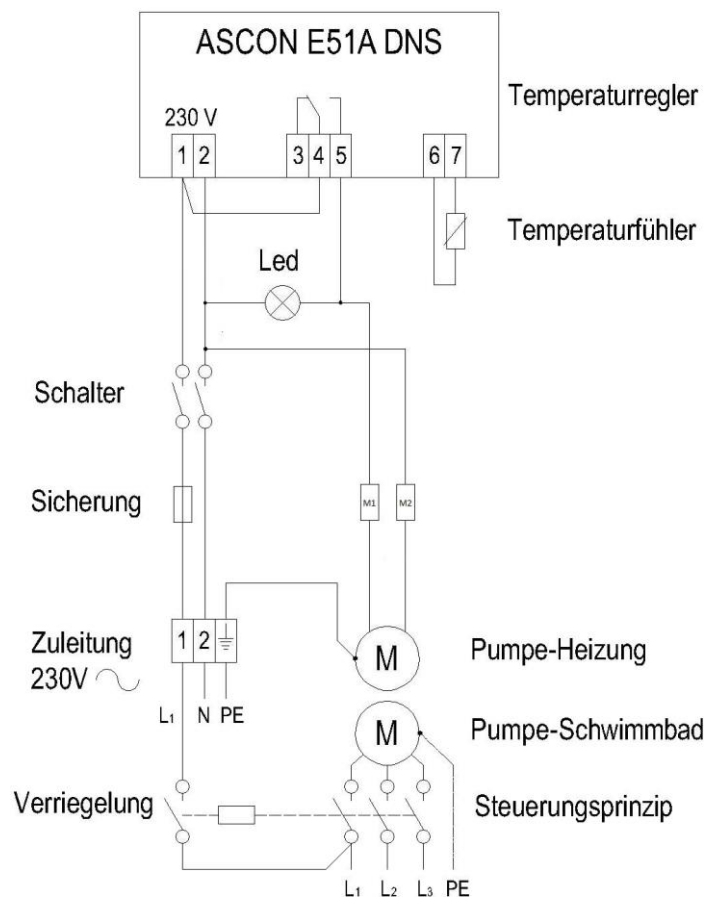 ASCON E51A DNS
Temperaturregler
230 V
1 2 3 4 5 6 7
Temperaturfühler
Led
Schalter
Sicherung
M1 M2
Zuleitung
230V
1 2
M
Pumpe-Heizung
L1 N PE
M
Pumpe-Schwimmbad
Verriegelung
Steuerungsprinzip
L1 L2 L3 PE